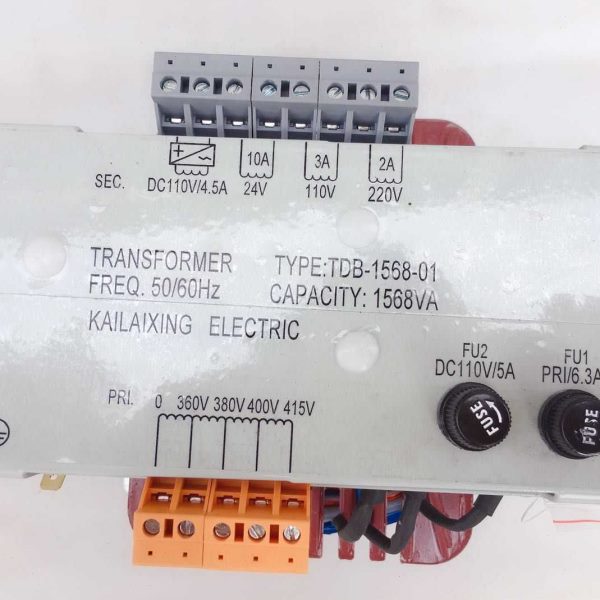 10A 3A 2A
SEC. DC110V/4.5A 24V 110V 220V
TRANSFORMER TYPE:TDB-1568-01
FREQ. 50/60Hz CAPACITY: 1568VA
KAILAIXING ELECTRIC
FU2 FU1
DC110V/5A PRI/6.3A
PRI. 0 360V 380V 400V 415V
FUSE FUSE